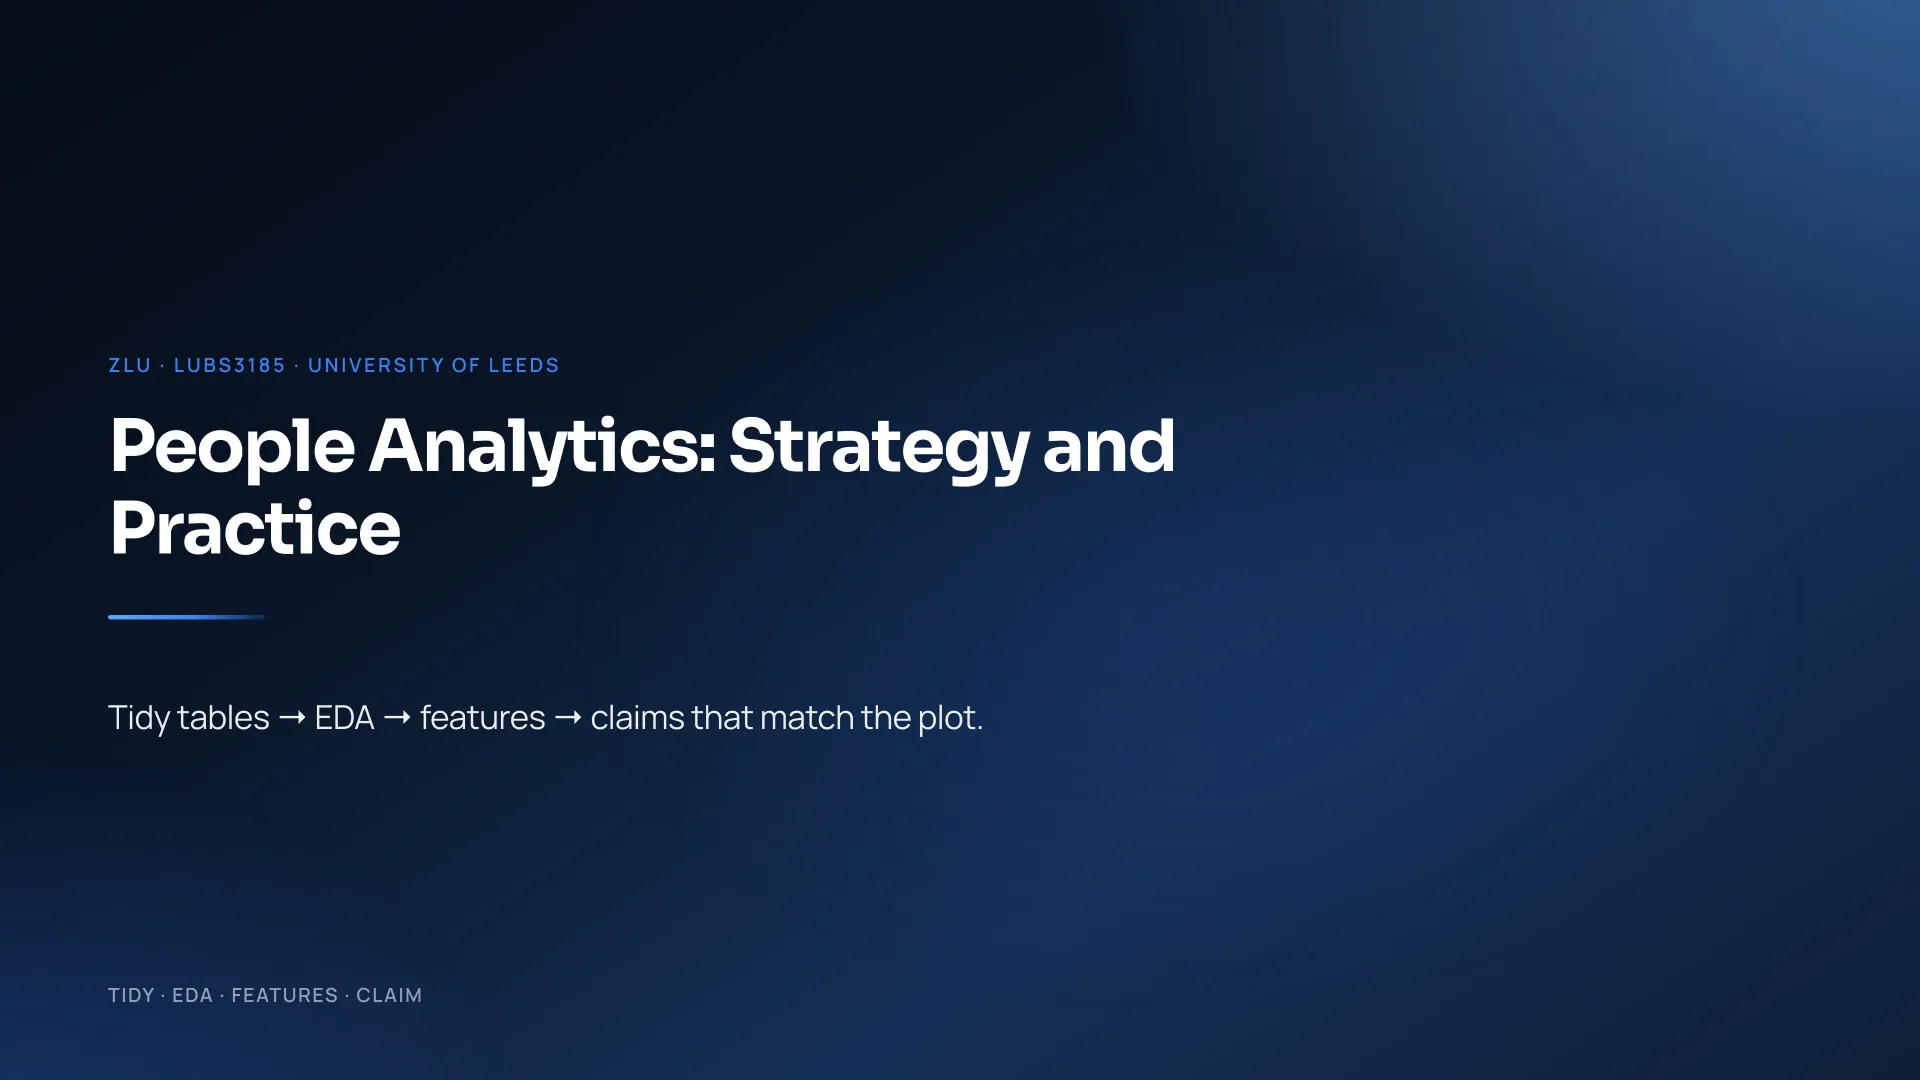 ZLU · LUBS3185 · UNIVERSITY OF LEEDS
People Analytics: Strategy and
Practice
Tidy tables → EDA → features → claims that match the plot.
TIDY · EDA · FEATURES · CLAIM